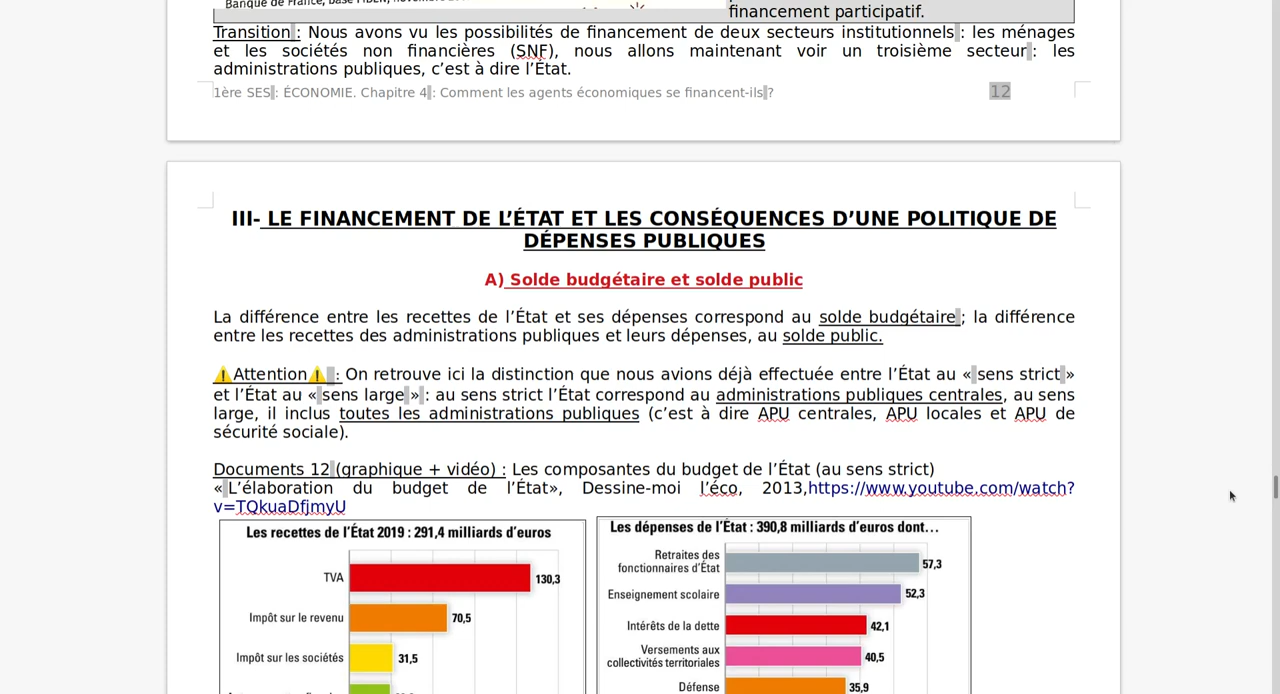 financement participatif.
Transition : Nous avons vu les possibilités de financement de deux secteurs institutionnels : les ménages
et les sociétés non financières (SNF), nous allons maintenant voir un troisième secteur : les
administrations publiques, c’est à dire l’État.
1ère SES : ÉCONOMIE. Chapitre 4 : Comment les agents économiques se financent-ils ?
12
III- LE FINANCEMENT DE L’ÉTAT ET LES CONSÉQUENCES D’UNE POLITIQUE DE
DÉPENSES PUBLIQUES
A) Solde budgétaire et solde public
La différence entre les recettes de l’État et ses dépenses correspond au solde budgétaire ; la différence
entre les recettes des administrations publiques et leurs dépenses, au solde public.
⚠️Attention⚠️ : On retrouve ici la distinction que nous avions déjà effectuée entre l’État au « sens strict »
et l’État au « sens large » : au sens strict l’État correspond au administrations publiques centrales, au sens
large, il inclus toutes les administrations publiques (c’est à dire APU centrales, APU locales et APU de
sécurité sociale).
Documents 12 (graphique + vidéo) : Les composantes du budget de l’État (au sens strict)
« L’élaboration du budget de l’État», Dessine-moi l’éco, 2013,https://www.youtube.com/watch?
v=TQkuaDfjmyU
Les recettes de l’État 2019 : 291,4 milliards d’euros
TVA 130,3
Impôt sur le revenu 70,5
Impôt sur les sociétés 31,5
Les dépenses de l’État : 390,8 milliards d’euros dont...
Retraites des
fonctionnaires d’État 57,3
Enseignement scolaire 52,3
Intérêts de la dette 42,1
Versements aux
collectivités territoriales 40,5
Défense 35,9